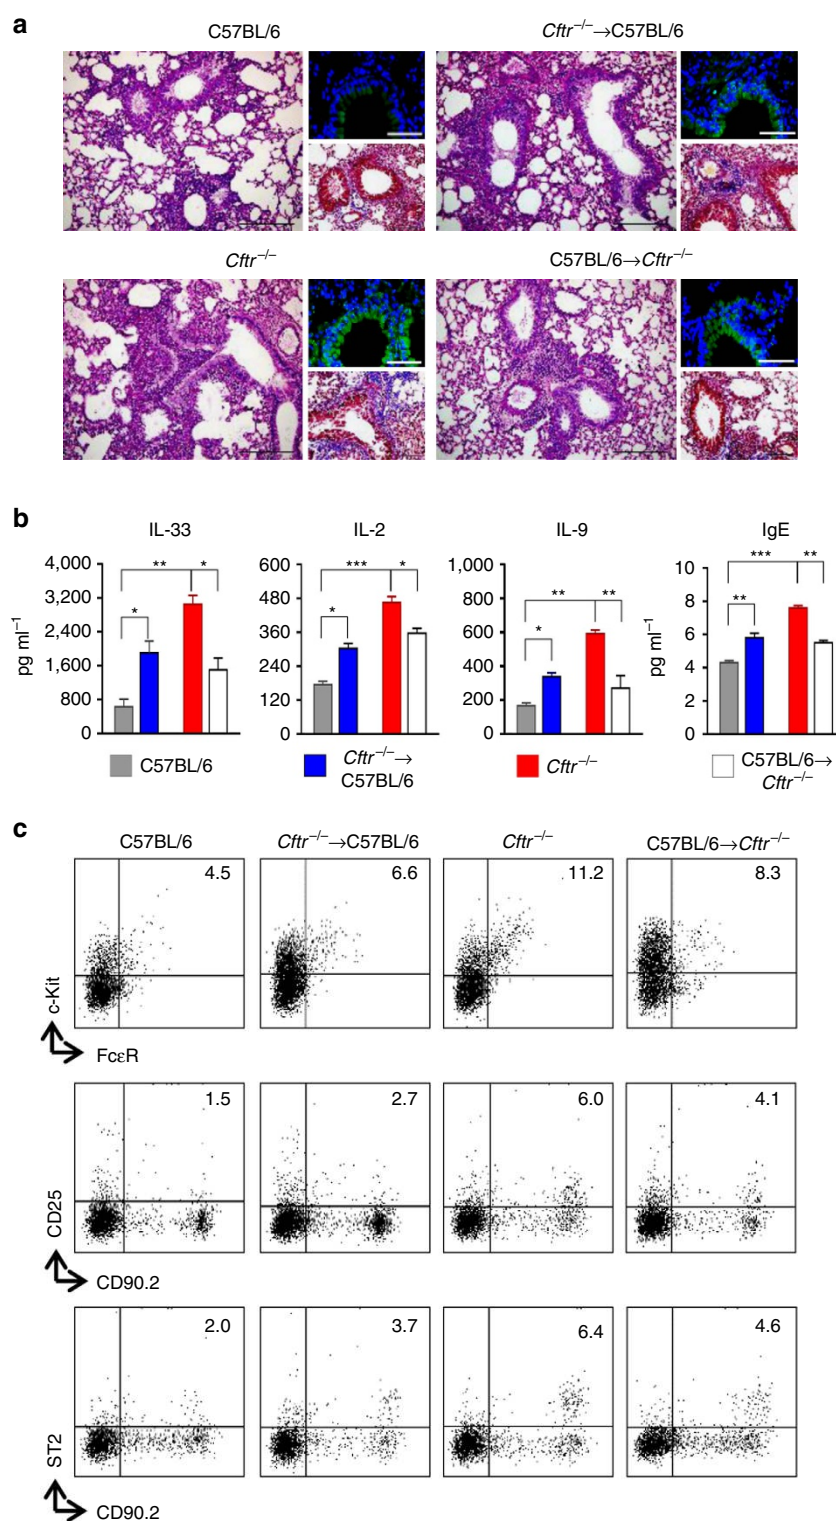 a
C57BL/6
Cftr−/−→C57BL/6
Cftr−/−
C57BL/6→Cftr−/−
b
IL-33
IL-2
IL-9
IgE
pg ml−1
4,000
3,200
2,400
1,600
800
0
*
**
*
600
480
360
240
120
0
*
***
*
1,000
800
600
400
200
0
*
**
**
pg ml−1
10
8
6
4
2
0
**
***
**
C57BL/6
Cftr−/−→
C57BL/6
Cftr−/−
C57BL/6→
Cftr−/−
c
C57BL/6
Cftr−/−→C57BL/6
Cftr−/−
C57BL/6→Cftr−/−
4.5
6.6
11.2
8.3
c-Kit
FcεR
1.5
2.7
6.0
4.1
CD25
CD90.2
2.0
3.7
6.4
4.6
ST2
CD90.2